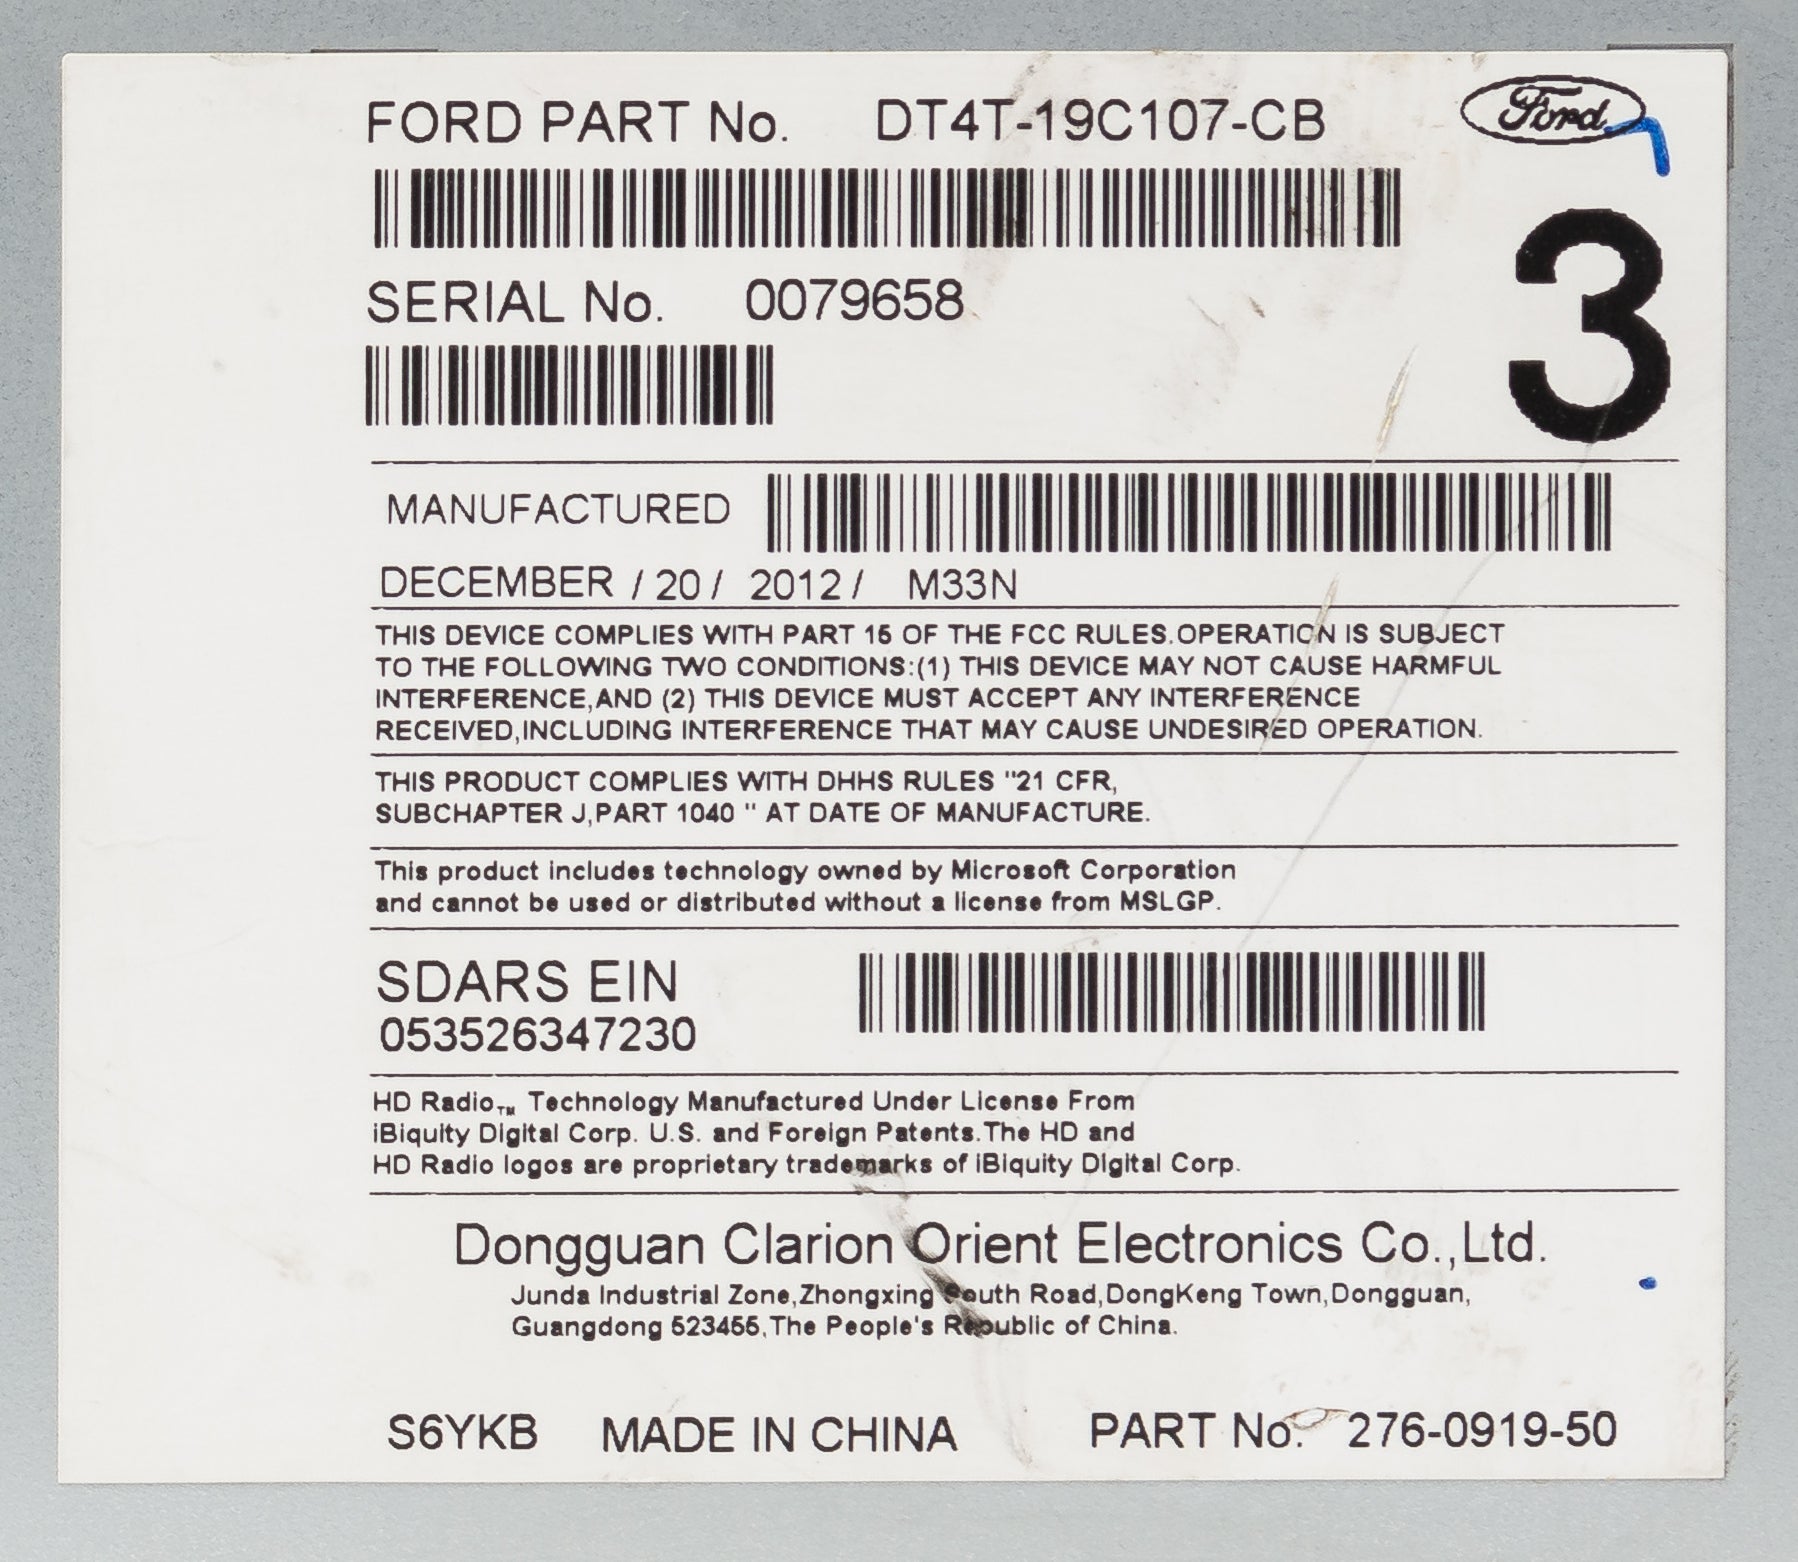 FORD PART No. DT4T-19C107-CB
Ford
SERIAL No. 0079658
3
MANUFACTURED
DECEMBER / 20 / 2012 / M33N
THIS DEVICE COMPLIES WITH PART 15 OF THE FCC RULES.OPERATION IS SUBJECT
TO THE FOLLOWING TWO CONDITIONS:(1) THIS DEVICE MAY NOT CAUSE HARMFUL
INTERFERENCE,AND (2) THIS DEVICE MUST ACCEPT ANY INTERFERENCE
RECEIVED,INCLUDING INTERFERENCE THAT MAY CAUSE UNDESIRED OPERATION.
THIS PRODUCT COMPLIES WITH DHHS RULES "21 CFR,
SUBCHAPTER J,PART 1040 " AT DATE OF MANUFACTURE.
This product includes technology owned by Microsoft Corporation
and cannot be used or distributed without a license from MSLGP.
SDARS EIN
053526347230
HD Radio™ Technology Manufactured Under License From
iBiquity Digital Corp. U.S. and Foreign Patents.The HD and
HD Radio logos are proprietary trademarks of iBiquity Digital Corp.
Dongguan Clarion Orient Electronics Co.,Ltd.
Junda Industrial Zone,Zhongxing South Road,DongKeng Town,Dongguan,
Guangdong 523455,The People's Republic of China.
S6YKB MADE IN CHINA PART No. 276-0919-50